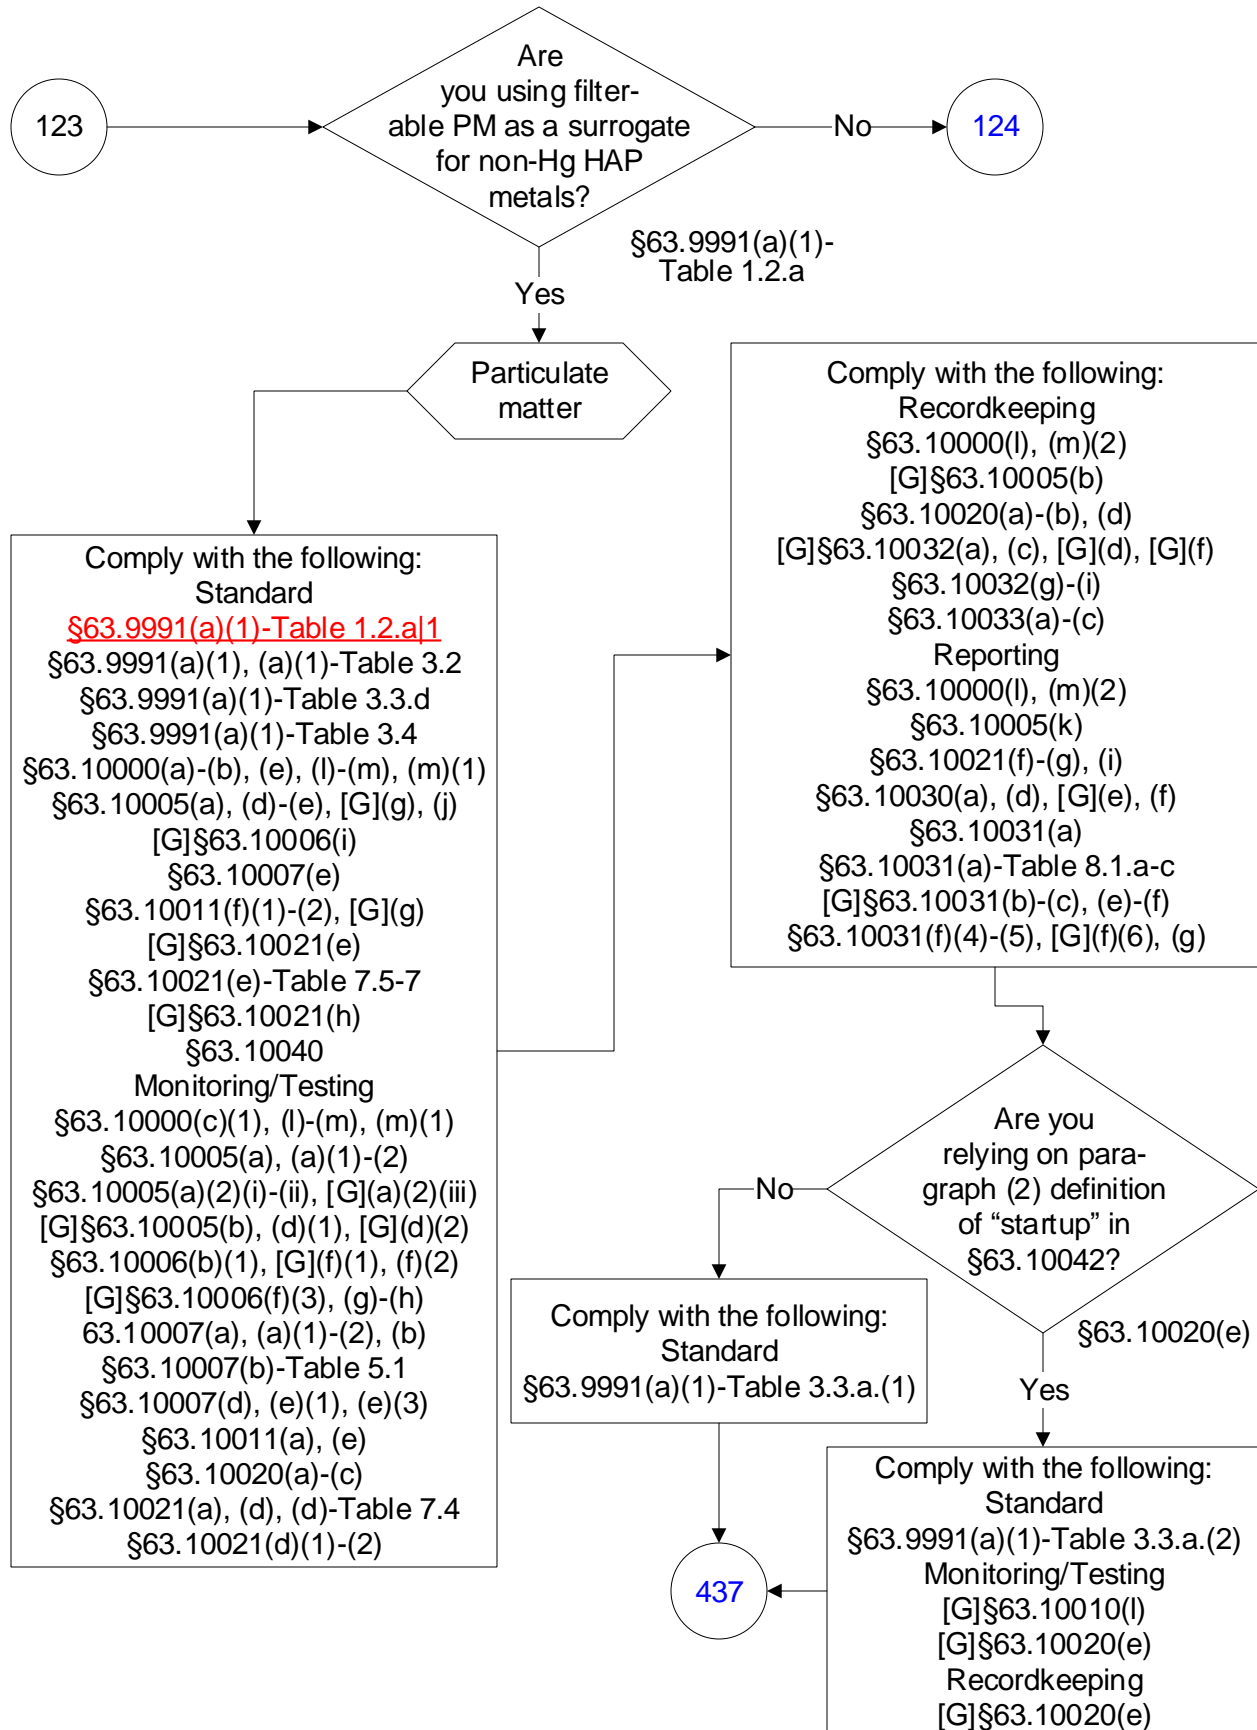 123
Are
you using filter-
able PM as a surrogate
for non-Hg HAP
metals?
No
124
§63.9991(a)(1)-
Table 1.2.a
Yes
Particulate
matter
Comply with the following:
Standard
§63.9991(a)(1)-Table 1.2.a|1
§63.9991(a)(1), (a)(1)-Table 3.2
§63.9991(a)(1)-Table 3.3.d
§63.9991(a)(1)-Table 3.4
§63.10000(a)-(b), (e), (l)-(m), (m)(1)
§63.10005(a), (d)-(e), [G](g), (j)
[G]§63.10006(i)
§63.10007(e)
§63.10011(f)(1)-(2), [G](g)
[G]§63.10021(e)
§63.10021(e)-Table 7.5-7
[G]§63.10021(h)
§63.10040
Monitoring/Testing
§63.10000(c)(1), (l)-(m), (m)(1)
§63.10005(a), (a)(1)-(2)
§63.10005(a)(2)(i)-(ii), [G](a)(2)(iii)
[G]§63.10005(b), (d)(1), [G](d)(2)
§63.10006(b)(1), [G](f)(1), (f)(2)
[G]§63.10006(f)(3), (g)-(h)
63.10007(a), (a)(1)-(2), (b)
§63.10007(b)-Table 5.1
§63.10007(d), (e)(1), (e)(3)
§63.10011(a), (e)
§63.10020(a)-(c)
§63.10021(a), (d), (d)-Table 7.4
§63.10021(d)(1)-(2)
Comply with the following:
Recordkeeping
§63.10000(l), (m)(2)
[G]§63.10005(b)
§63.10020(a)-(b), (d)
[G]§63.10032(a), (c), [G](d), [G](f)
§63.10032(g)-(i)
§63.10033(a)-(c)
Reporting
§63.10000(l), (m)(2)
§63.10005(k)
§63.10021(f)-(g), (i)
§63.10030(a), (d), [G](e), (f)
§63.10031(a)
§63.10031(a)-Table 8.1.a-c
[G]§63.10031(b)-(c), (e)-(f)
§63.10031(f)(4)-(5), [G](f)(6), (g)
Are you
relying on para-
graph (2) definition
of “startup” in
§63.10042?
No
§63.10020(e)
Yes
Comply with the following:
Standard
§63.9991(a)(1)-Table 3.3.a.(1)
Comply with the following:
Standard
§63.9991(a)(1)-Table 3.3.a.(2)
Monitoring/Testing
[G]§63.10010(l)
[G]§63.10020(e)
Recordkeeping
[G]§63.10020(e)
437